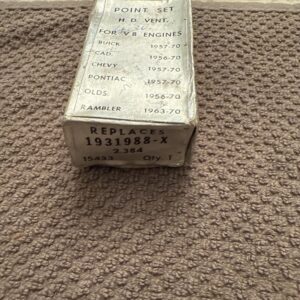 POINT SET
H. D. VENT.
FOR V8 ENGINES
BUICK 1957-70
CAD. 1956-70
CHEVY 1957-70
PONTIAC 1957-70
OLDS. 1956-70
RAMBLER 1963-70
REPLACES
1931988-X
2.384
15433 Qty. 1